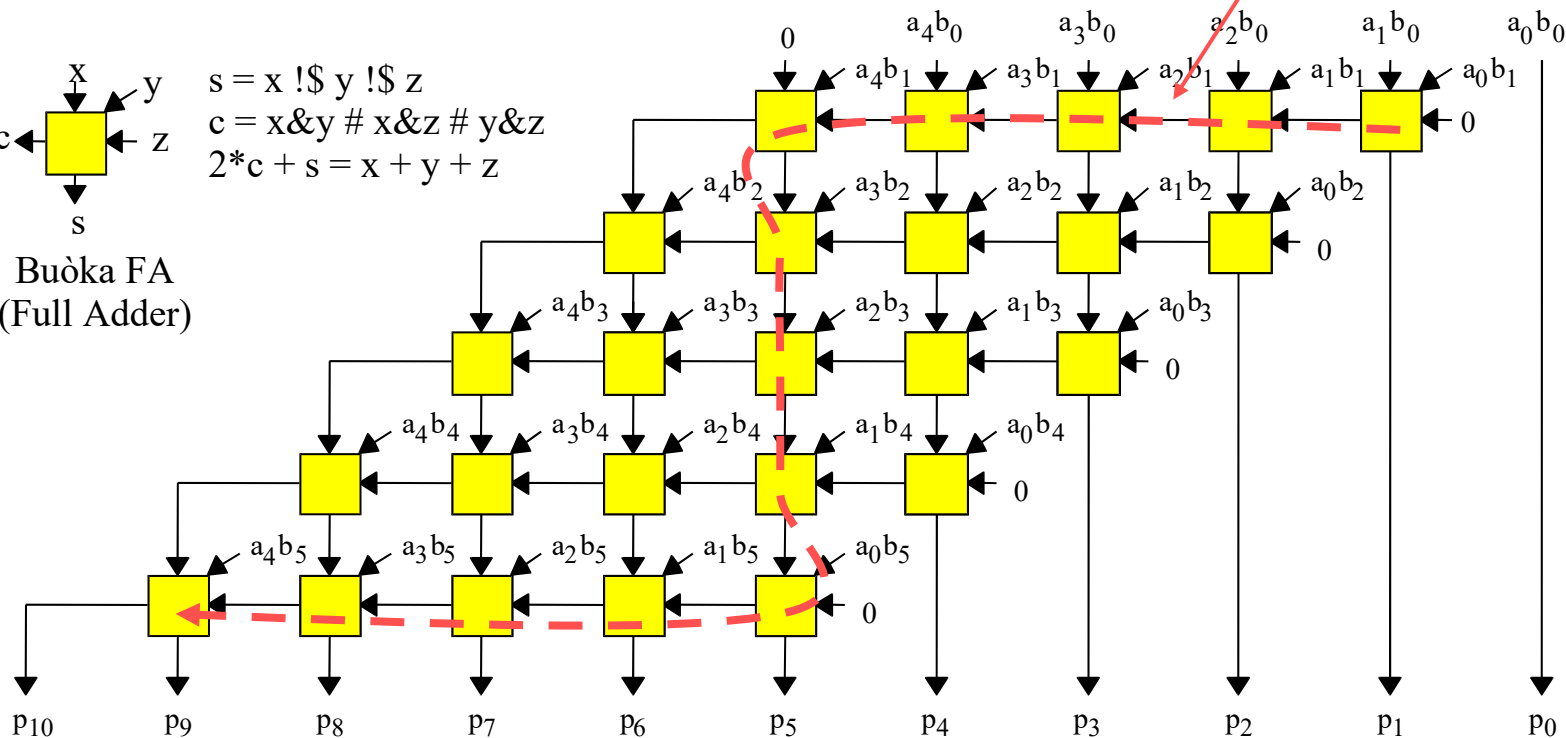 0 a₄b₀ a₃b₀ a₂b₀ a₁b₀ a₀b₀
x
y
c
z
s
s = x !$ y !$ z
c = x&y # x&z # y&z
2*c + s = x + y + z
Buòka FA
(Full Adder)
a₄b₁ a₃b₁ a₂b₁ a₁b₁ a₀b₁
0
a₄b₂ a₃b₂ a₂b₂ a₁b₂ a₀b₂
0
a₄b₃ a₃b₃ a₂b₃ a₁b₃ a₀b₃
0
a₄b₄ a₃b₄ a₂b₄ a₁b₄ a₀b₄
0
a₄b₅ a₃b₅ a₂b₅ a₁b₅ a₀b₅
0
p₁₀ p₉ p₈ p₇ p₆ p₅ p₄ p₃ p₂ p₁ p₀